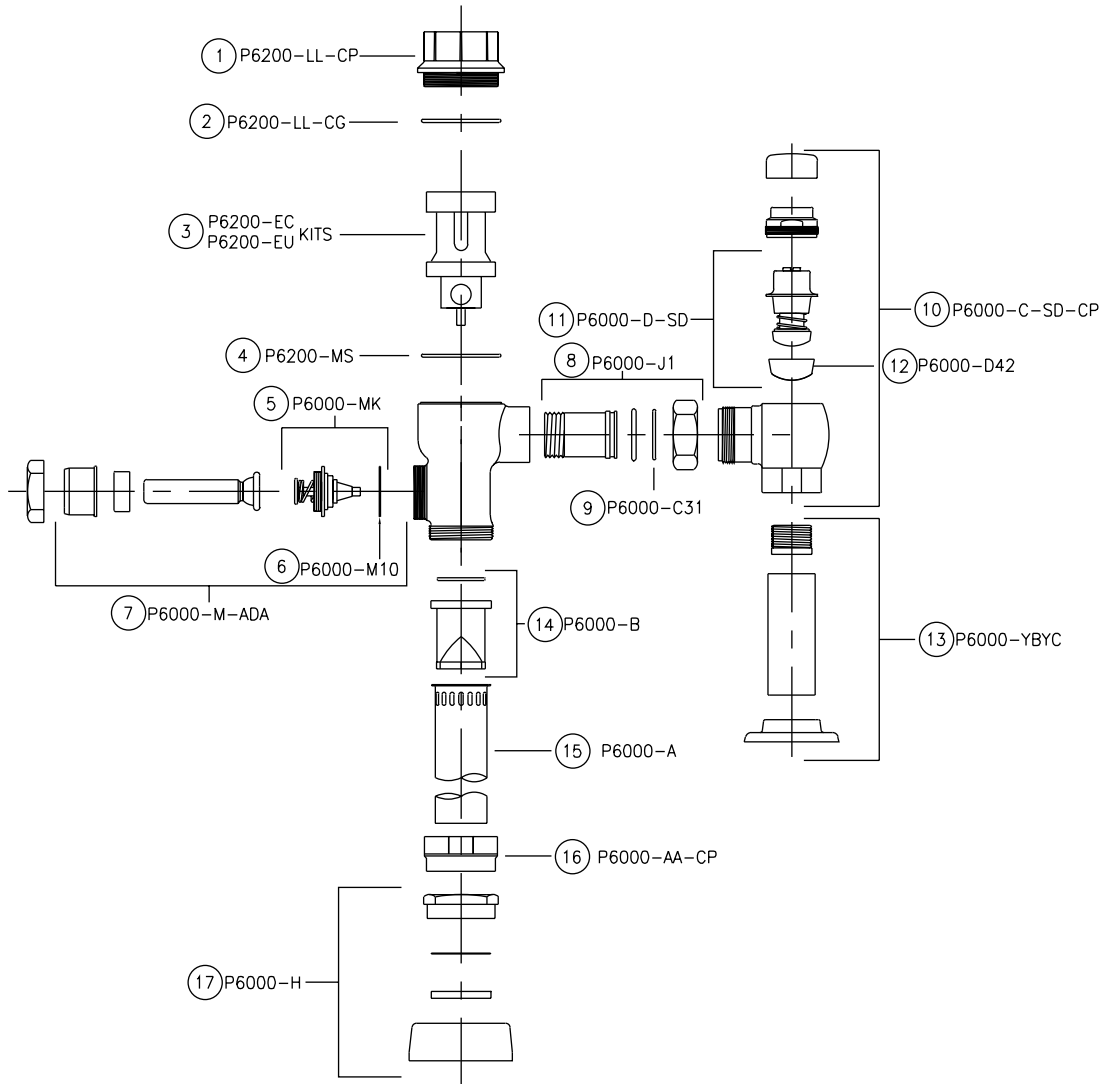 1 P6200-LL-CP
2 P6200-LL-CG
3 P6200-EC
P6200-EU KITS
4 P6200-MS
5 P6000-MK
6 P6000-M10
7 P6000-M-ADA
8 P6000-J1
9 P6000-C31
10 P6000-C-SD-CP
11 P6000-D-SD
12 P6000-D42
13 P6000-YBYC
14 P6000-B
15 P6000-A
16 P6000-AA-CP
17 P6000-H